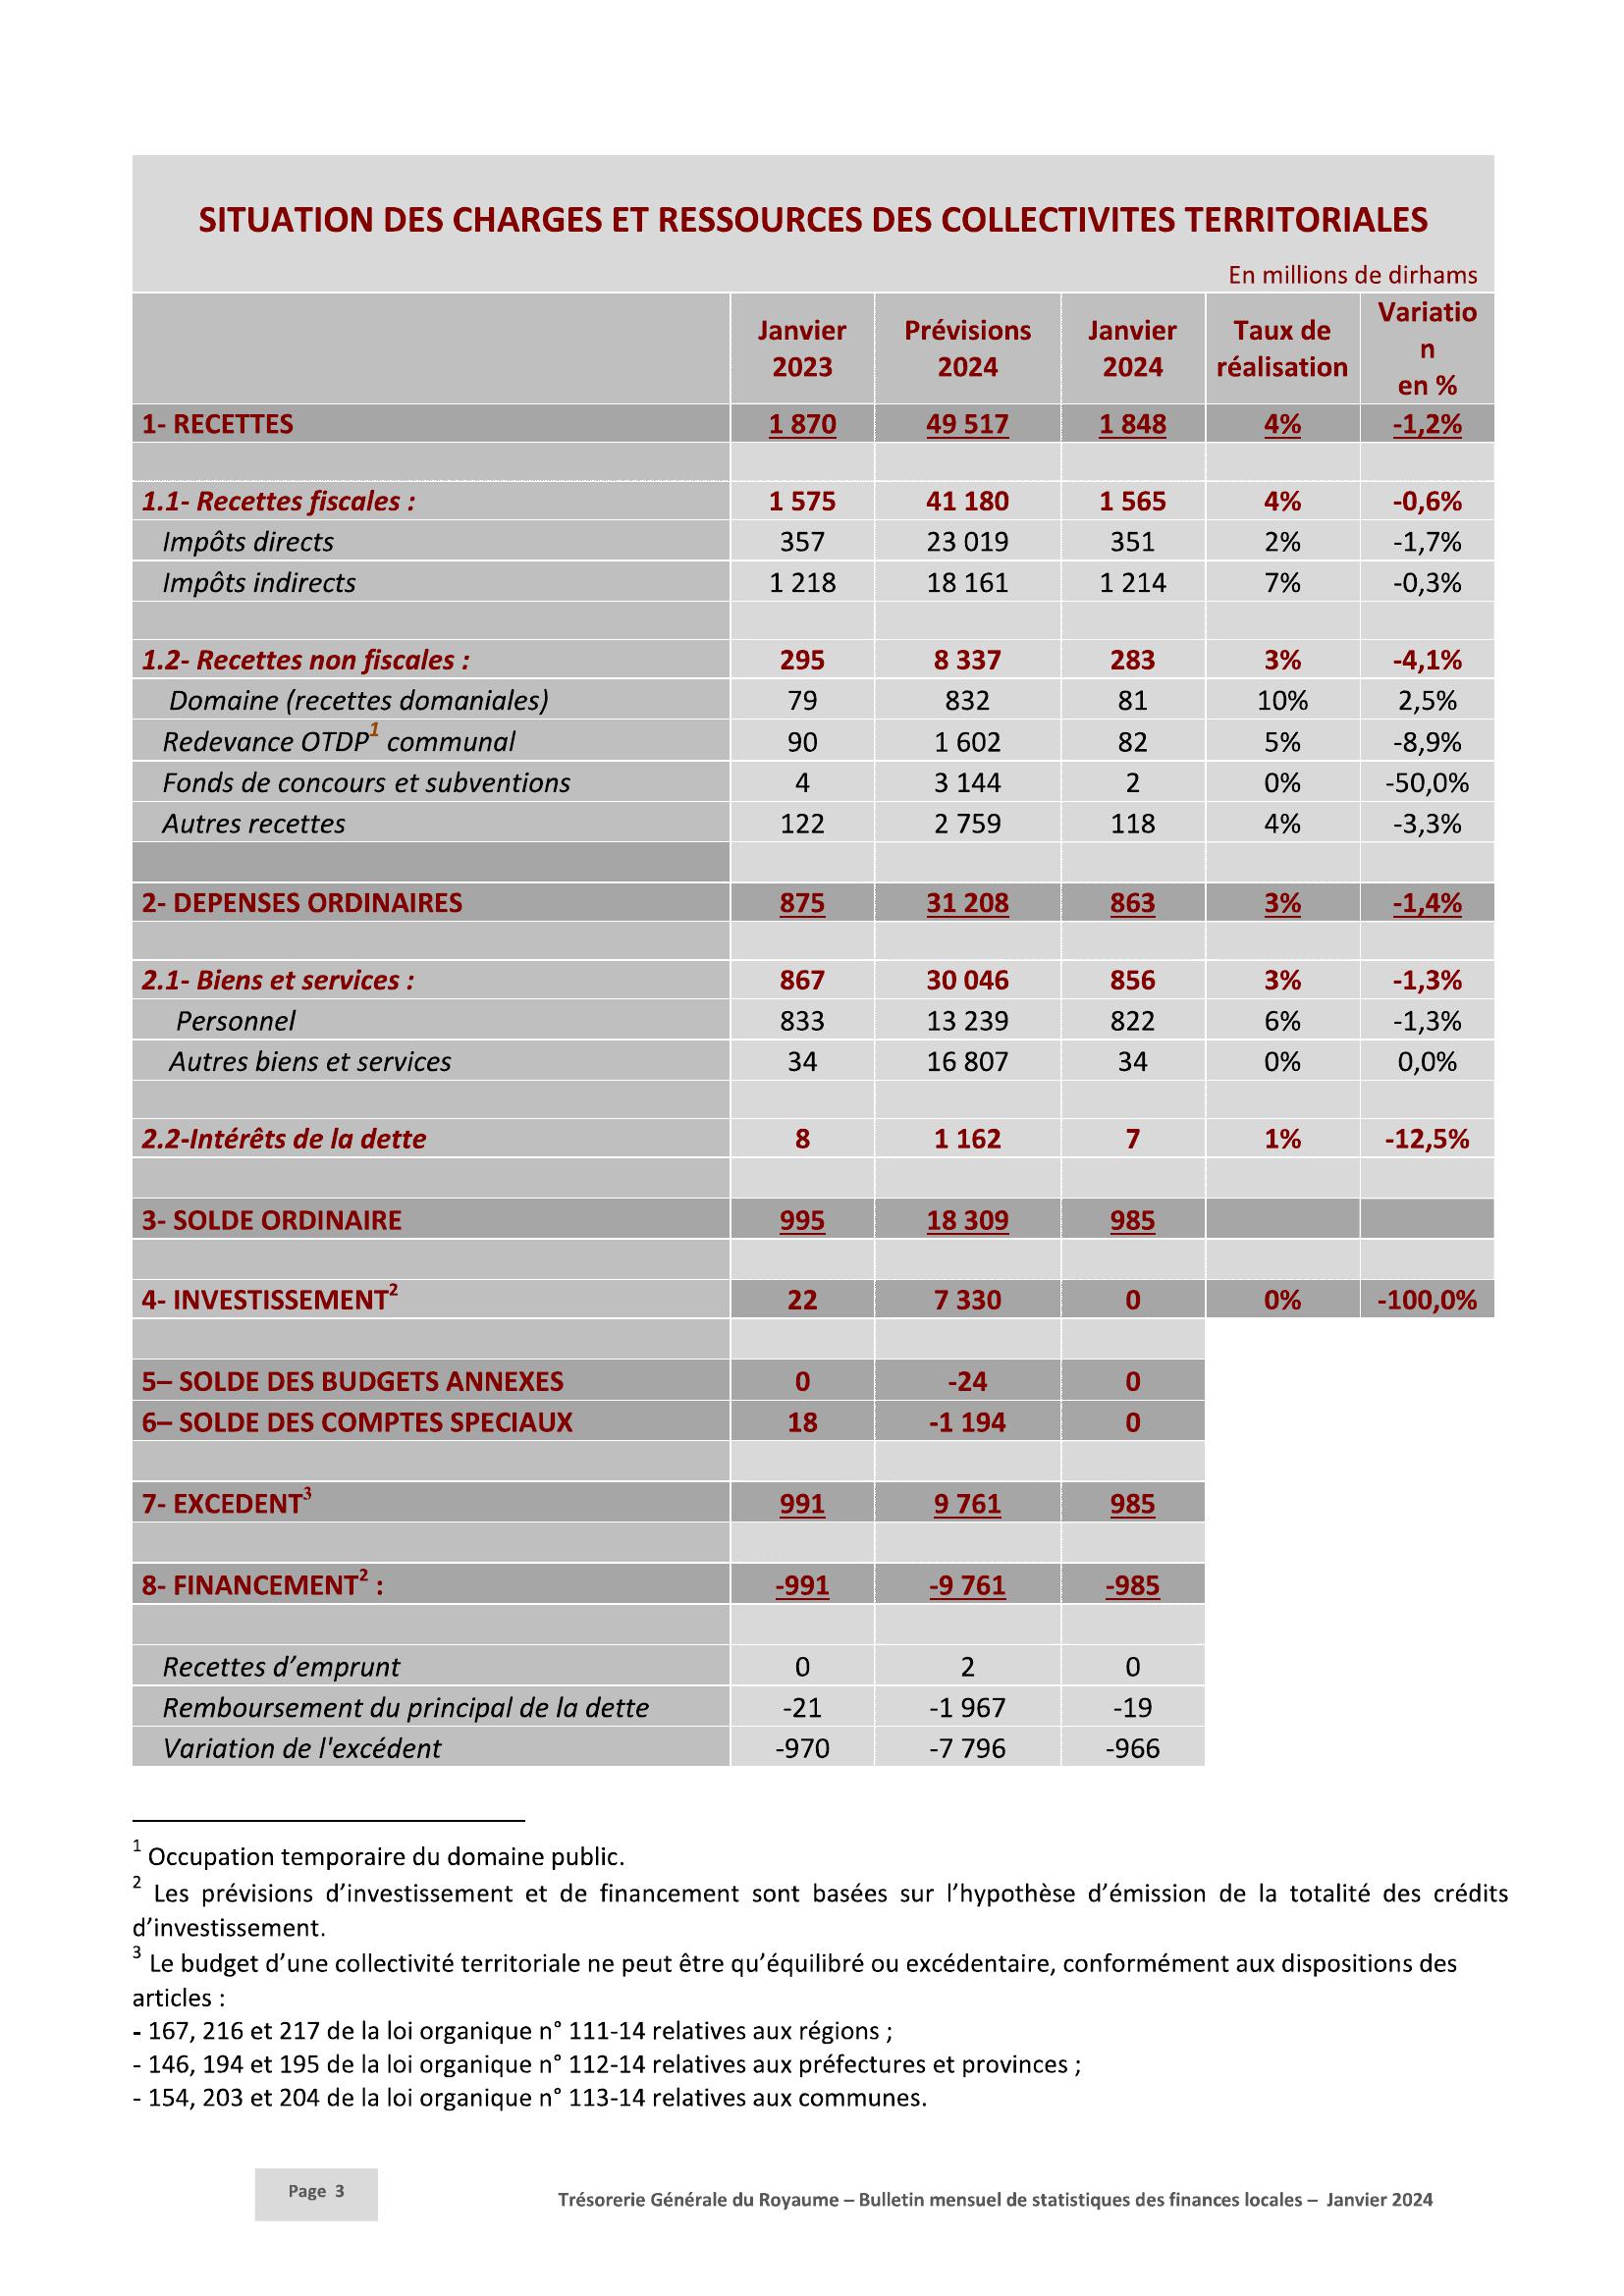 SITUATION DES CHARGES ET RESSOURCES DES COLLECTIVITES TERRITORIALES
En millions de dirhams
Janvier 2023 Prévisions 2024 Janvier 2024 Taux de réalisation Variatio n en %
1- RECETTES 1 870 49 517 1 848 4% -1,2%
1.1- Recettes fiscales : 1 575 41 180 1 565 4% -0,6%
Impôts directs 357 23 019 351 2% -1,7%
Impôts indirects 1 218 18 161 1 214 7% -0,3%
1.2- Recettes non fiscales : 295 8 337 283 3% -4,1%
Domaine (recettes domaniales) 79 832 81 10% 2,5%
Redevance OTDP¹ communal 90 1 602 82 5% -8,9%
Fonds de concours et subventions 4 3 144 2 0% -50,0%
Autres recettes 122 2 759 118 4% -3,3%
2- DEPENSES ORDINAIRES 875 31 208 863 3% -1,4%
2.1- Biens et services : 867 30 046 856 3% -1,3%
Personnel 833 13 239 822 6% -1,3%
Autres biens et services 34 16 807 34 0% 0,0%
2.2-Intérêts de la dette 8 1 162 7 1% -12,5%
3- SOLDE ORDINAIRE 995 18 309 985
4- INVESTISSEMENT² 22 7 330 0 0% -100,0%
5– SOLDE DES BUDGETS ANNEXES 0 -24 0
6– SOLDE DES COMPTES SPECIAUX 18 -1 194 0
7- EXCEDENT³ 991 9 761 985
8- FINANCEMENT² : -991 -9 761 -985
Recettes d’emprunt 0 2 0
Remboursement du principal de la dette -21 -1 967 -19
Variation de l'excédent -970 -7 796 -966
¹ Occupation temporaire du domaine public.
² Les prévisions d’investissement et de financement sont basées sur l’hypothèse d’émission de la totalité des crédits
d’investissement.
³ Le budget d’une collectivité territoriale ne peut être qu’équilibré ou excédentaire, conformément aux dispositions des
articles :
- 167, 216 et 217 de la loi organique n° 111-14 relatives aux régions ;
- 146, 194 et 195 de la loi organique n° 112-14 relatives aux préfectures et provinces ;
- 154, 203 et 204 de la loi organique n° 113-14 relatives aux communes.
Page 3
Trésorerie Générale du Royaume – Bulletin mensuel de statistiques des finances locales – Janvier 2024